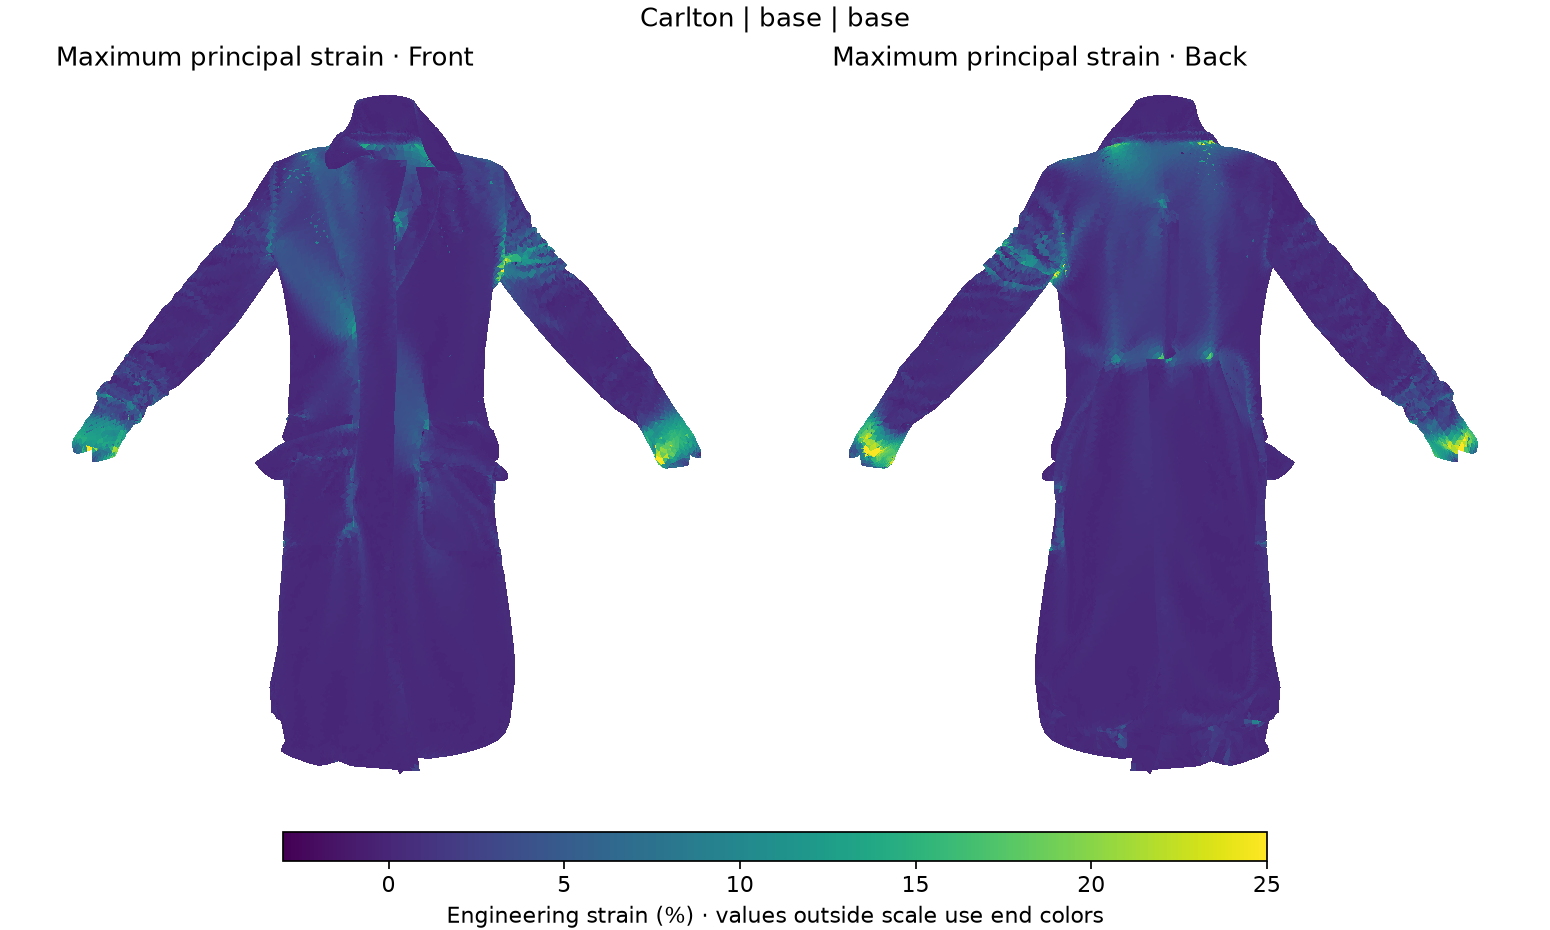 Carlton | base | base
Maximum principal strain · Front
Maximum principal strain · Back
0 5 10 15 20 25
Engineering strain (%) · values outside scale use end colors